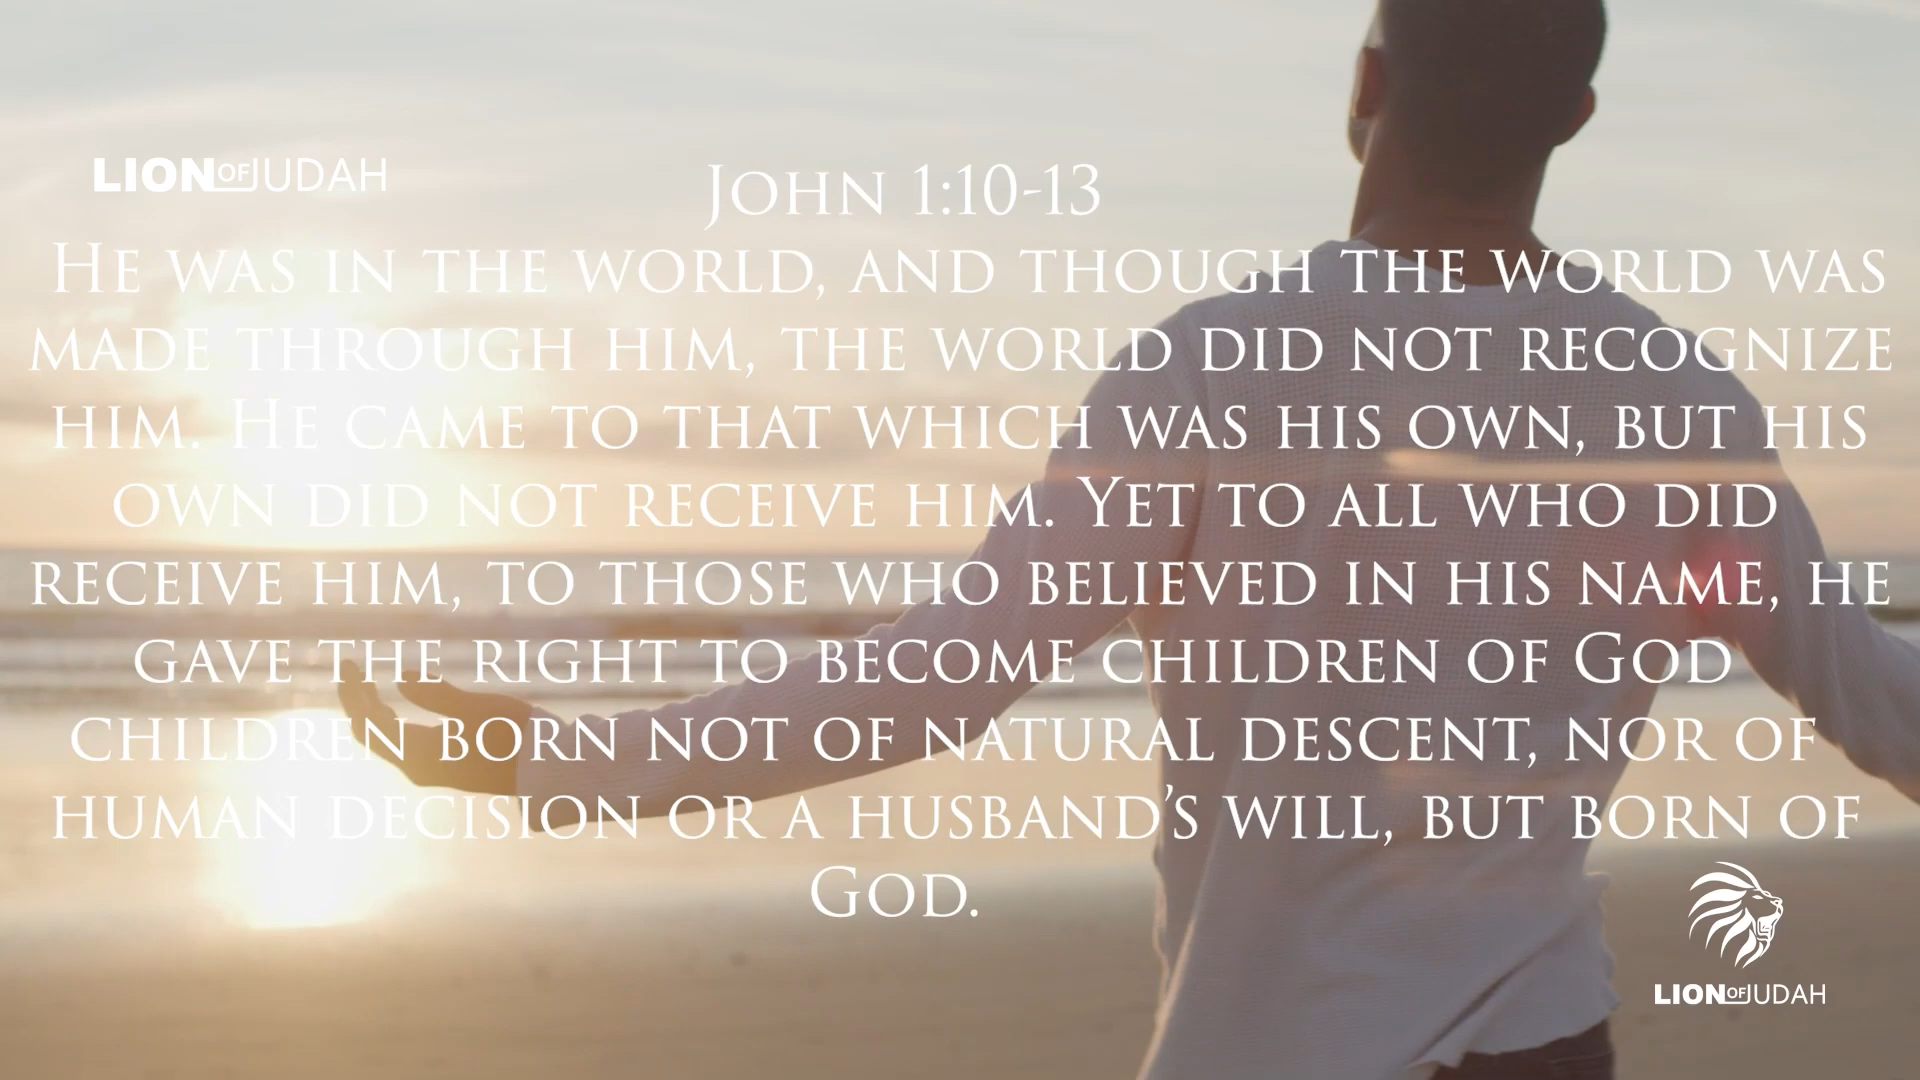 LION OF JUDAH
John 1:10-13
He was in the world, and though the world was
made through him, the world did not recognize
him. He came to that which was his own, but his
own did not receive him. Yet to all who did
receive him, to those who believed in his name, he
gave the right to become children of God
children born not of natural descent, nor of
human decision or a husband’s will, but born of
God.
LION OF JUDAH